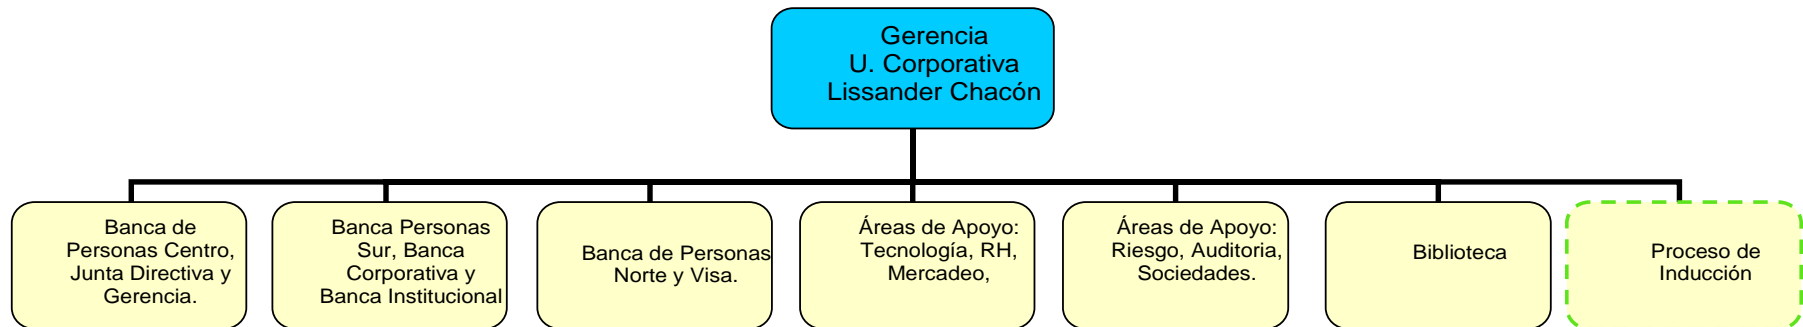 Gerencia
U. Corporativa
Lissander Chacón
Banca de
Personas Centro,
Junta Directiva y
Gerencia.
Banca Personas
Sur, Banca
Corporativa y
Banca Institucional
Banca de Personas
Norte y Visa.
Áreas de Apoyo:
Tecnología, RH,
Mercadeo,
Áreas de Apoyo:
Riesgo, Auditoria,
Sociedades.
Biblioteca
Proceso de
Inducción